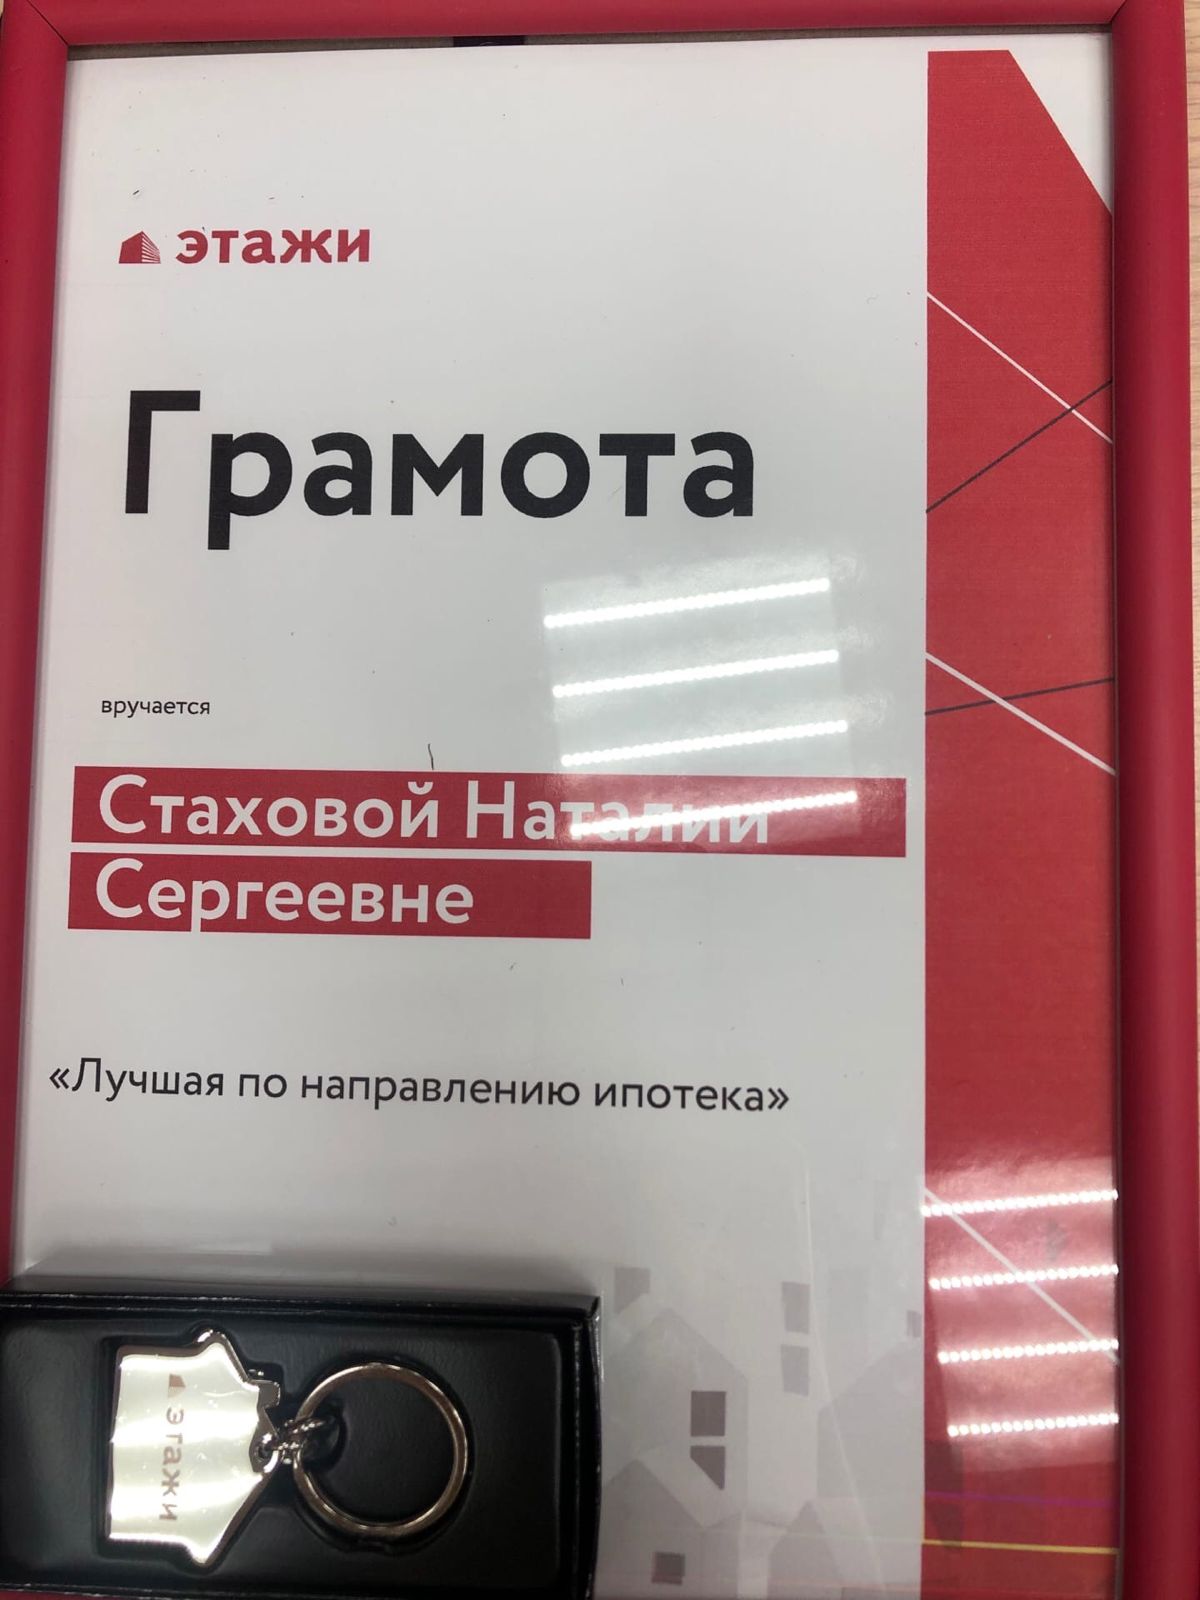 этажи
Грамота
вручается
Стаховой Наталии
Сергеевне
«Лучшая по направлению ипотека»
этажи